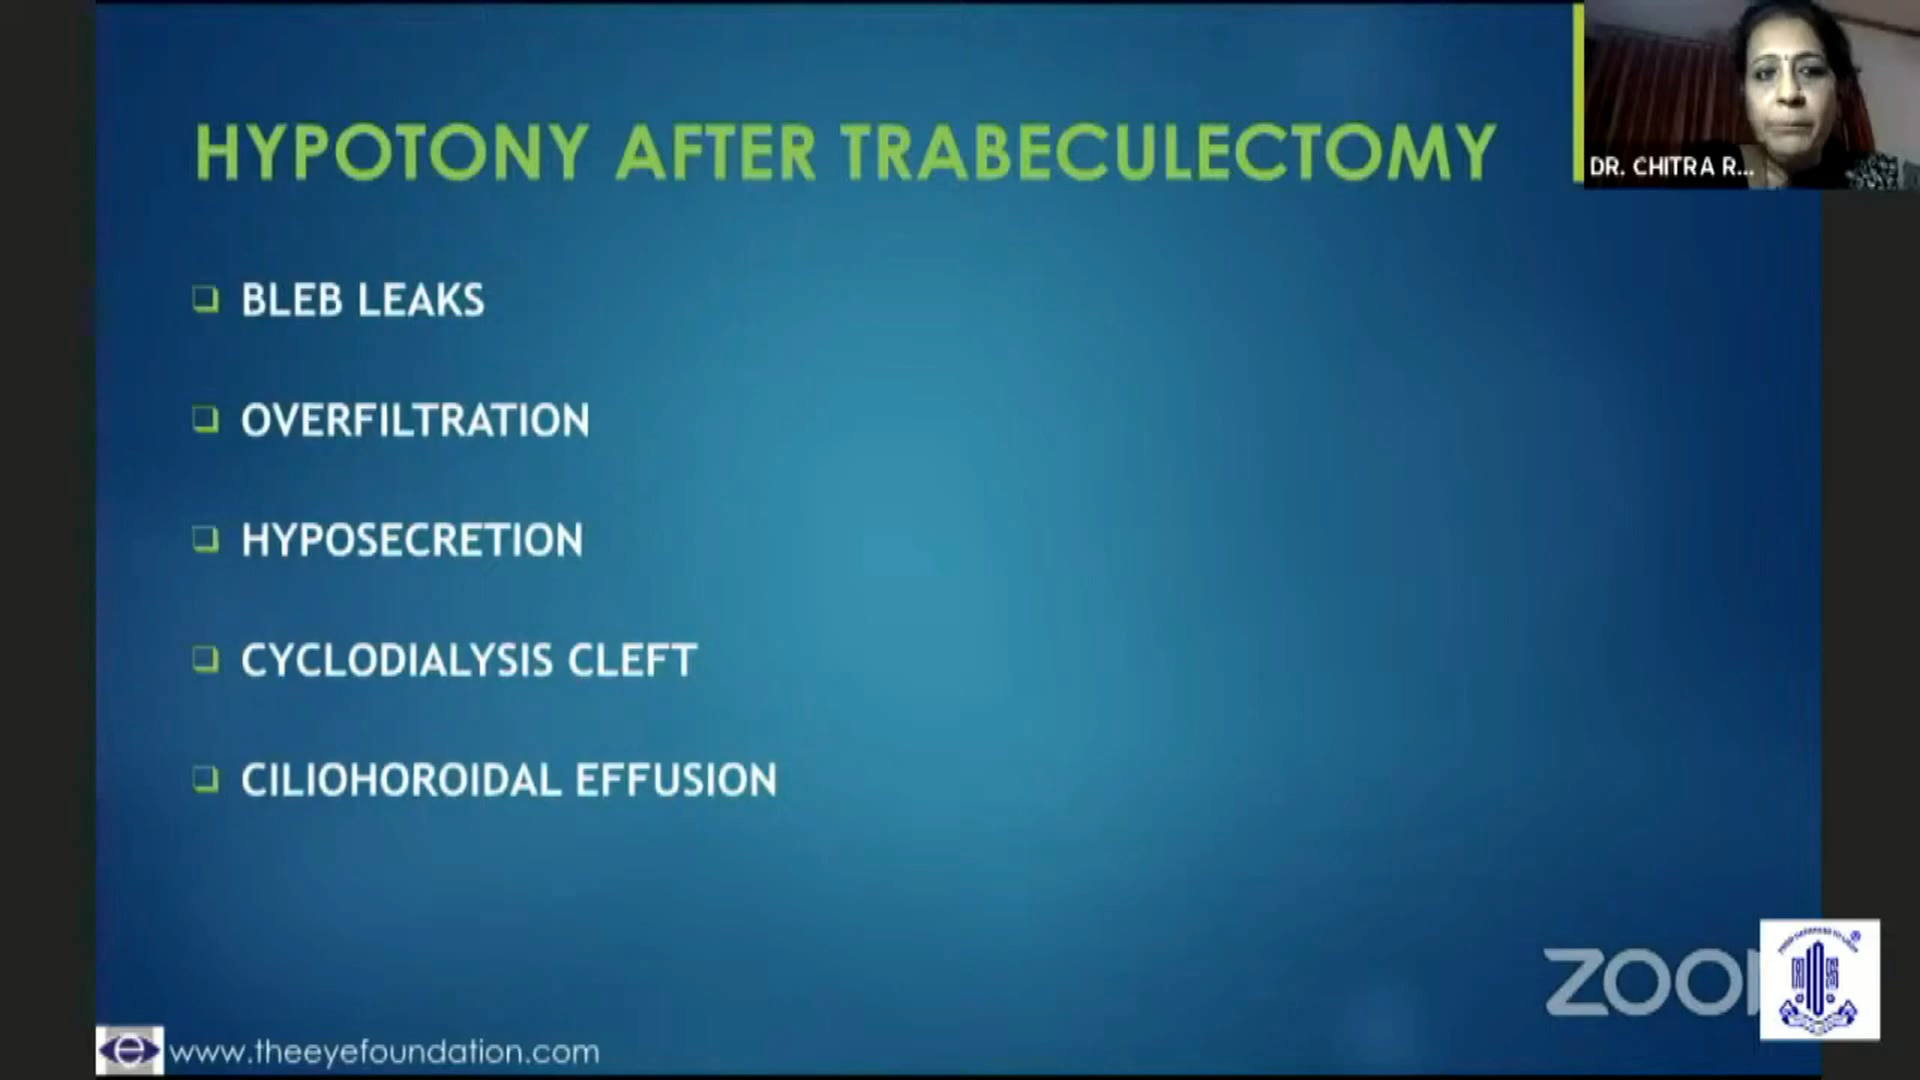 HYPOTONY AFTER TRABECULECTOMY
DR. CHITRA R...
BLEB LEAKS
OVERFILTRATION
HYPOSECRETION
CYCLODIALYSIS CLEFT
CILIOHOROIDAL EFFUSION
ZOO
www.theeyefoundation.com